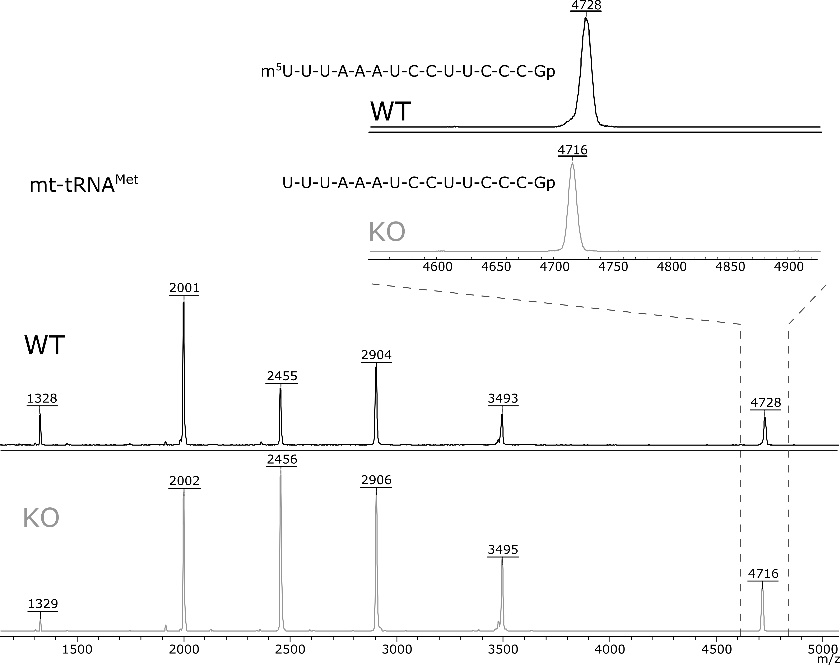 4728
m⁵U-U-U-A-A-A-U-C-C-U-U-C-C-C-Gp
WT
4716
mt-tRNAᴹᵉᵗ
U-U-U-A-A-A-U-C-C-U-U-C-C-C-Gp
KO
4600 4650 4700 4750 4800 4850 4900
2001
WT
2904
2455
1328 3493 4728
2456
2002 2906
KO
3495
4716
1329
1500 2000 2500 3000 3500 4000 4500 5000
m/z